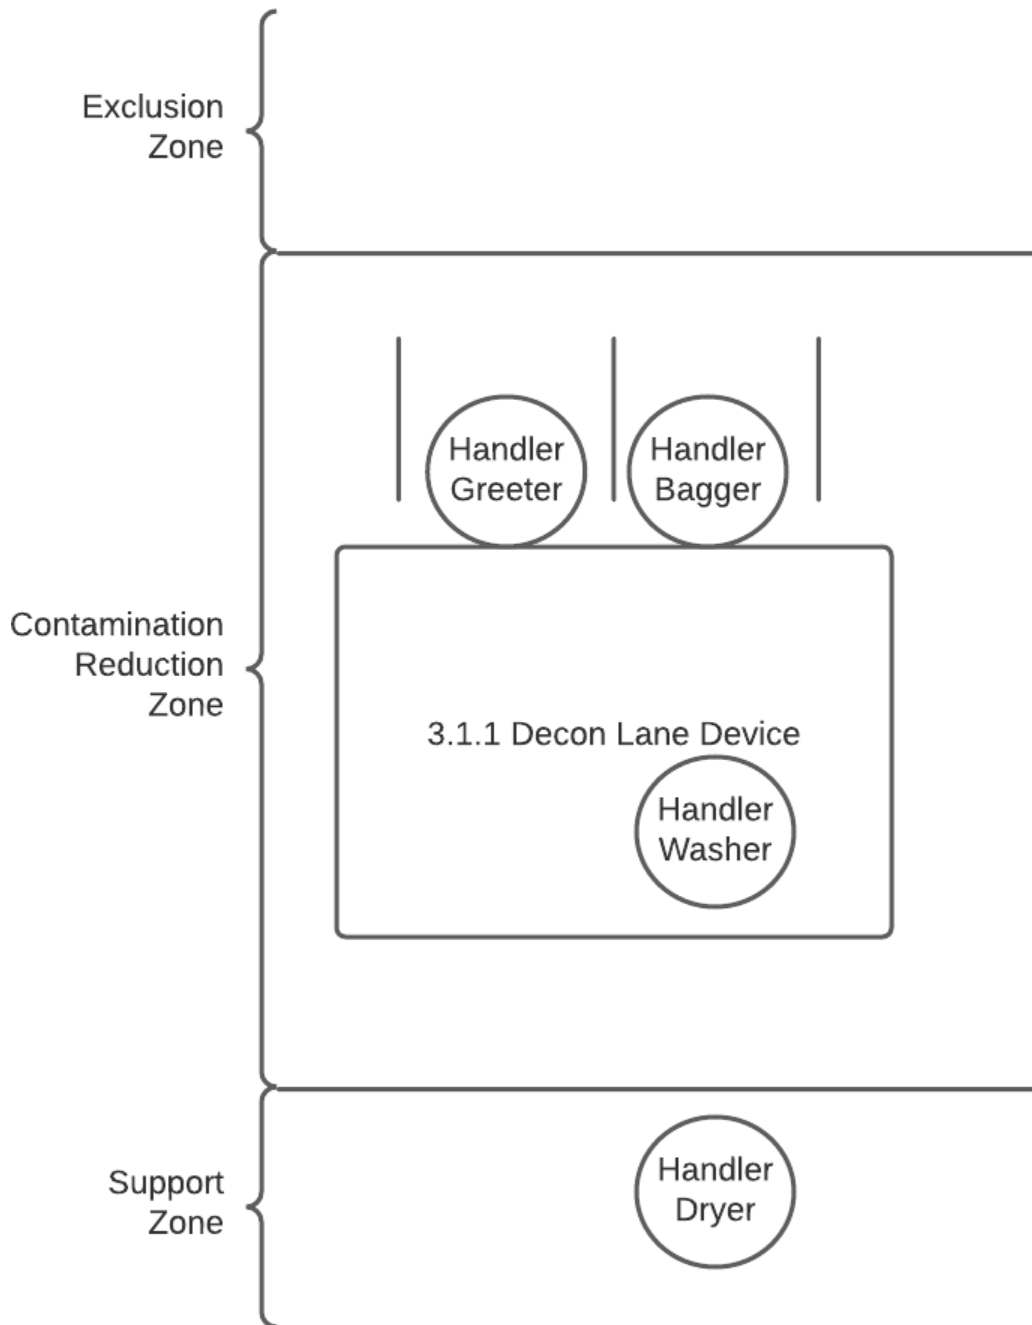 Exclusion
Zone
Handler
Greeter
Handler
Bagger
Contamination
Reduction
Zone
3.1.1 Decon Lane Device
Handler
Washer
Support
Zone
Handler
Dryer